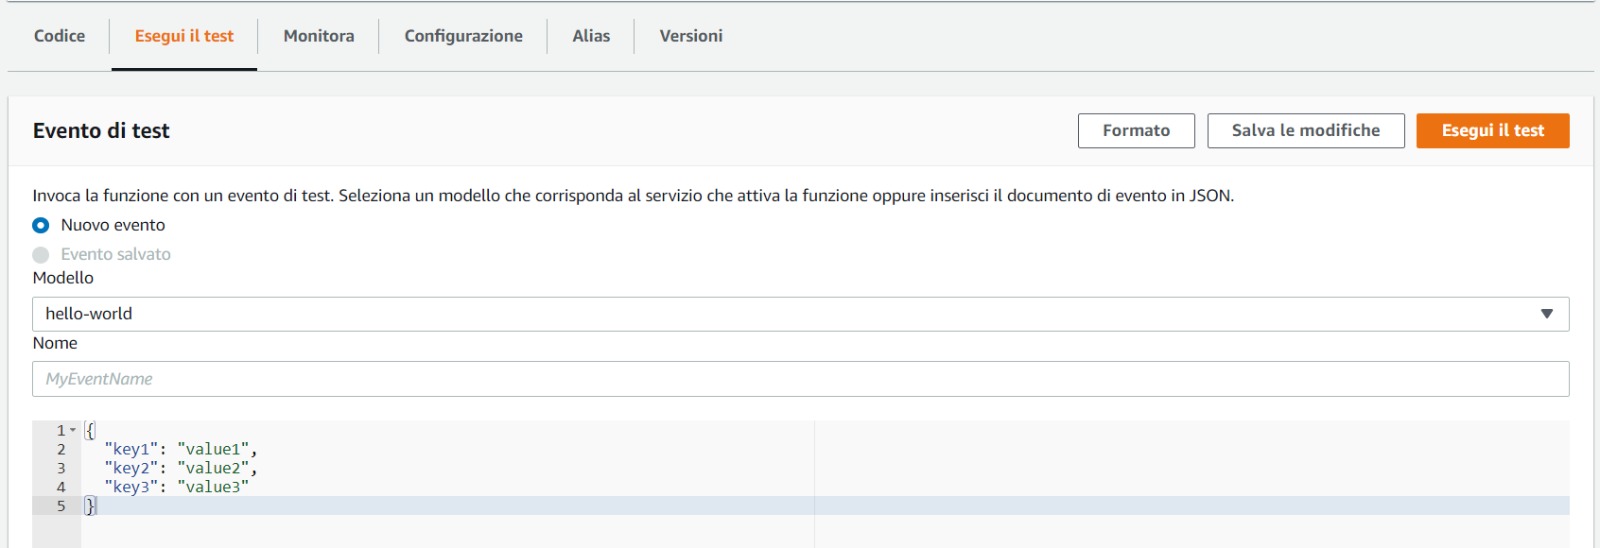 Codice Esegui il test Monitora Configurazione Alias Versioni
Evento di test Formato Salva le modifiche Esegui il test
Invoca la funzione con un evento di test. Seleziona un modello che corrisponda al servizio che attiva la funzione oppure inserisci il documento di evento in JSON.
Nuovo evento
Evento salvato
Modello
hello-world
Nome
MyEventName
1 {
2 "key1": "value1",
3 "key2": "value2",
4 "key3": "value3"
5 }